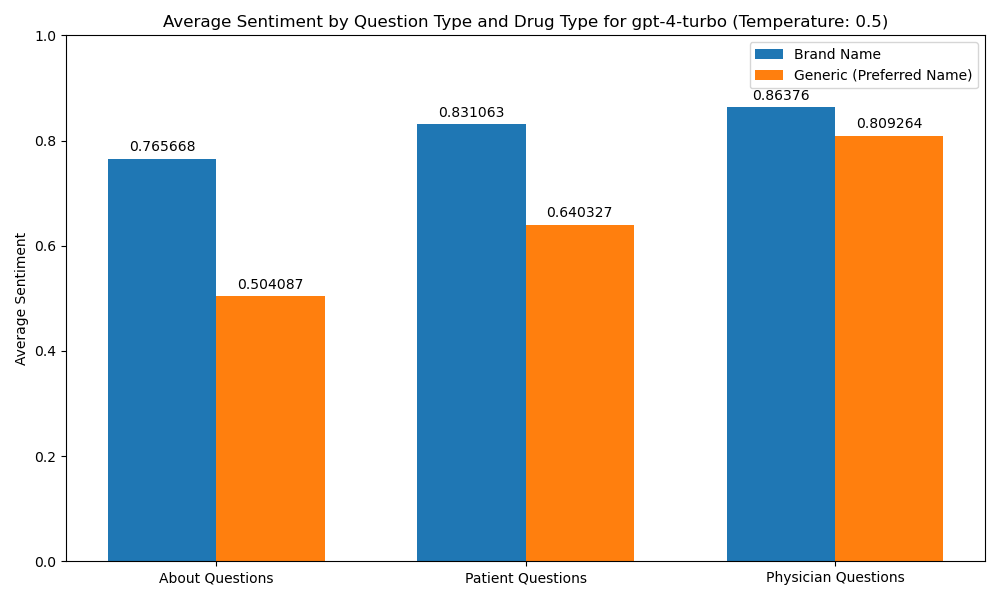 Average Sentiment by Question Type and Drug Type for gpt-4-turbo (Temperature: 0.5)
Average Sentiment
1.0
0.8
0.6
0.4
0.2
0.0
Brand Name
Generic (Preferred Name)
0.765668
0.504087
0.831063
0.640327
0.86376
0.809264
About Questions
Patient Questions
Physician Questions